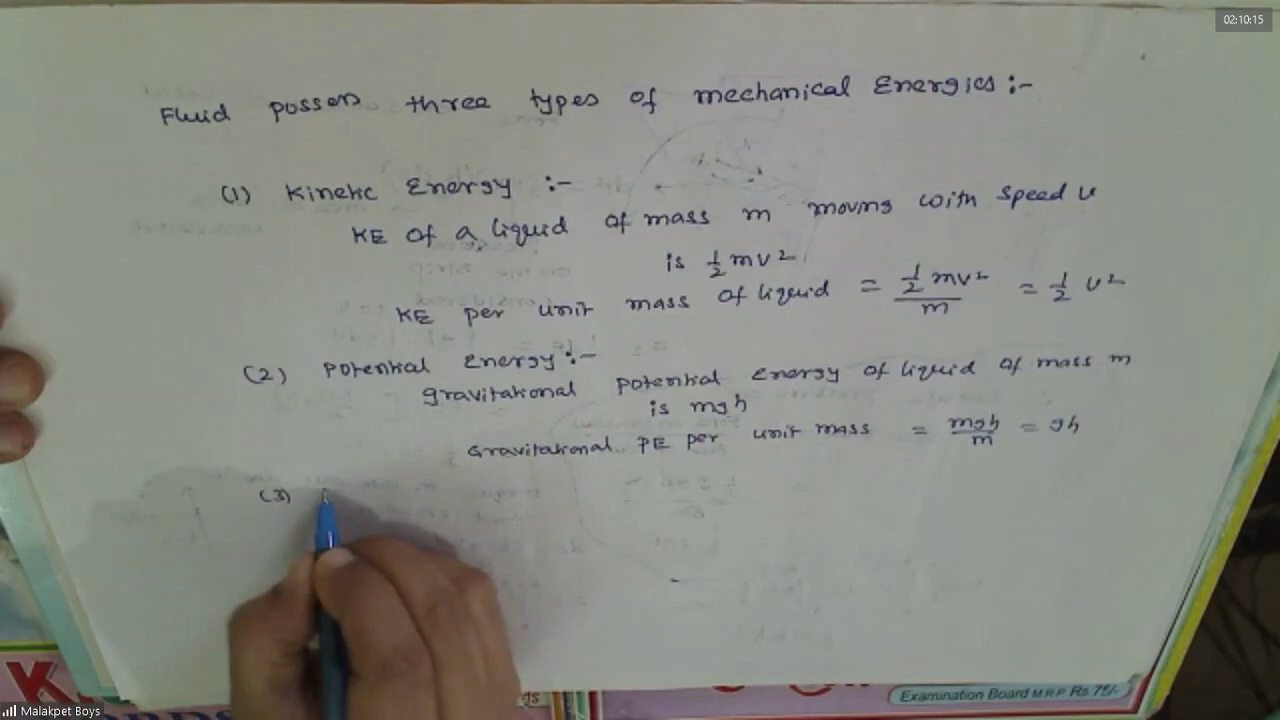 02:10:15
Fluid possess three types of mechanical Energies :-
(1) Kinetic Energy :-
KE of a liquid of mass m moving with speed v
is ½ mv²
KE per unit mass of liquid = ½ mv² / m = ½ v²
(2) Potential Energy :-
gravitational potential energy of liquid of mass m
is mgh
Gravitational PE per unit mass = mgh / m = gh
(3)
Examination Board M.R.P. Rs. 75/-
Malakpet Boys